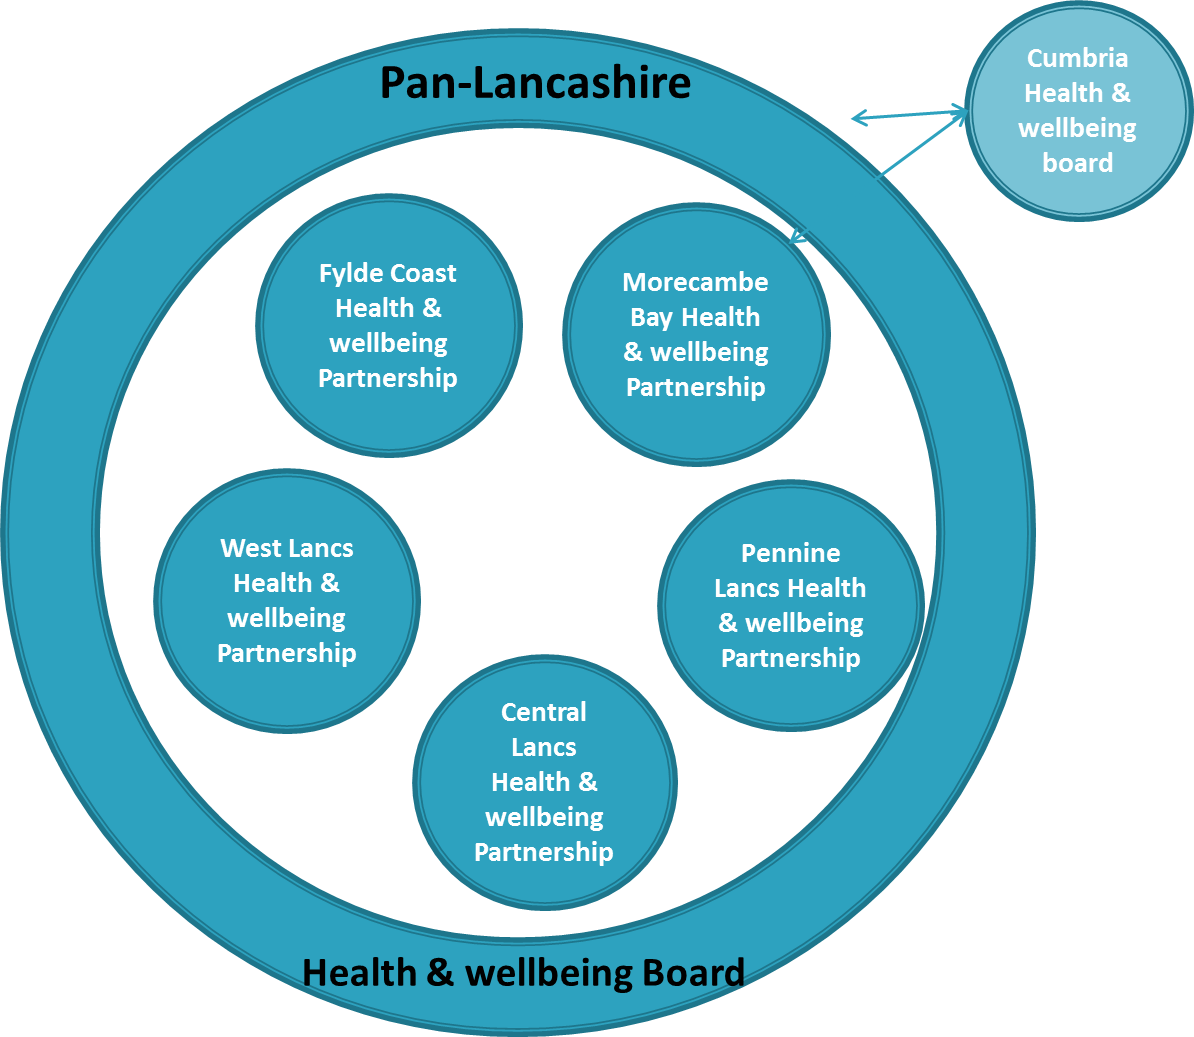 Pan-Lancashire
Cumbria
Health &
wellbeing
board
Fylde Coast
Health &
wellbeing
Partnership
Morecambe
Bay Health
& wellbeing
Partnership
West Lancs
Health &
wellbeing
Partnership
Pennine
Lancs Health
& wellbeing
Partnership
Central
Lancs
Health &
wellbeing
Partnership
Health & wellbeing Board